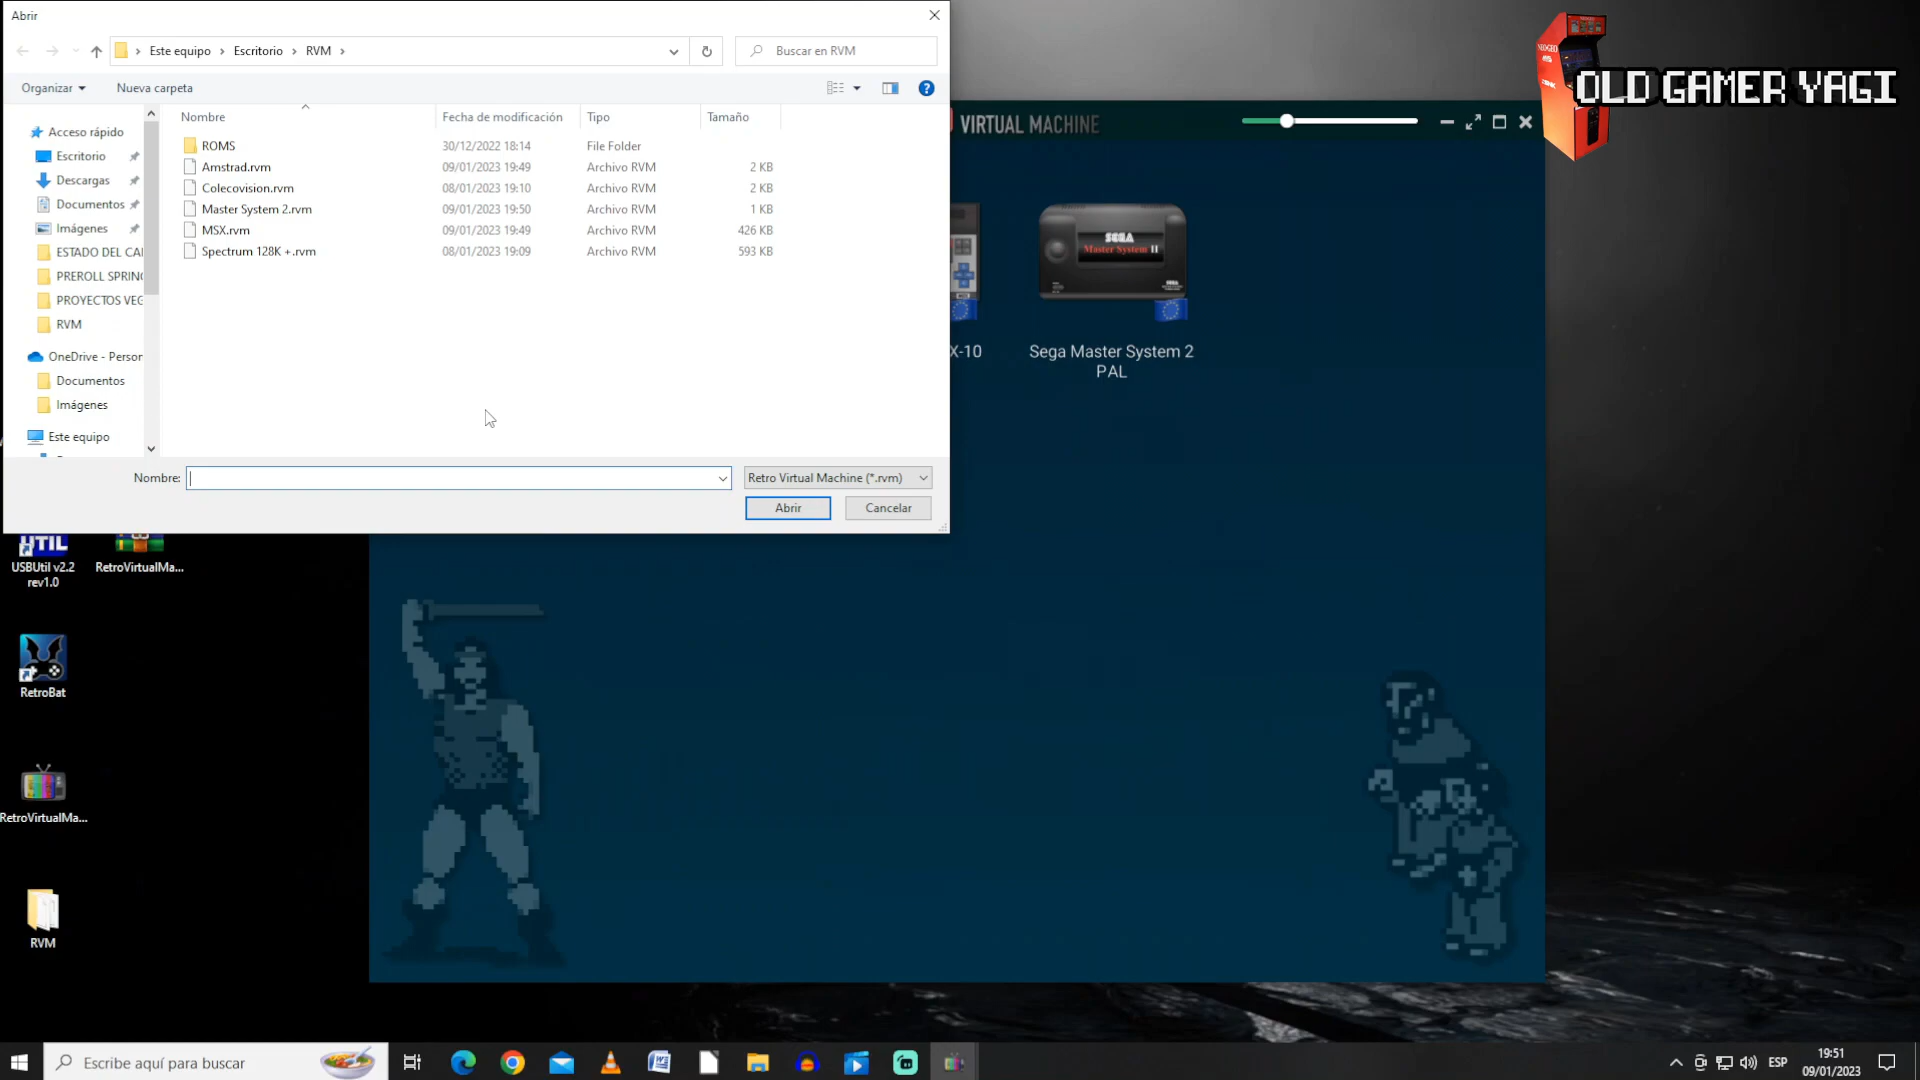 Abrir
Este equipo > Escritorio > RVM >
Buscar en RVM
Organizar
Nueva carpeta
Nombre Fecha de modificación Tipo Tamaño
ROMS 30/12/2022 18:14 File Folder
Amstrad.rvm 09/01/2023 19:49 Archivo RVM 2 KB
Colecovision.rvm 08/01/2023 19:10 Archivo RVM 2 KB
Master System 2.rvm 09/01/2023 19:50 Archivo RVM 1 KB
MSX.rvm 09/01/2023 19:49 Archivo RVM 426 KB
Spectrum 128K +.rvm 08/01/2023 19:09 Archivo RVM 593 KB
Acceso rápido
Escritorio
Descargas
Documentos
Imágenes
ESTADO DEL CAI
PREROLL SPRING
PROYECTOS VEG
RVM
OneDrive - Person
Documentos
Imágenes
Este equipo
Nombre:
Retro Virtual Machine (*.rvm)
Abrir
Cancelar
VIRTUAL MACHINE
OLD GAMER YAGI
SEGA
Master System II
X-10
Sega Master System 2
PAL
UTIL
USBUtil v2.2
rev1.0
RetroVirtualMa...
RetroBat
RetroVirtualMa...
RVM
Escribe aquí para buscar
ESP
19:51
09/01/2023